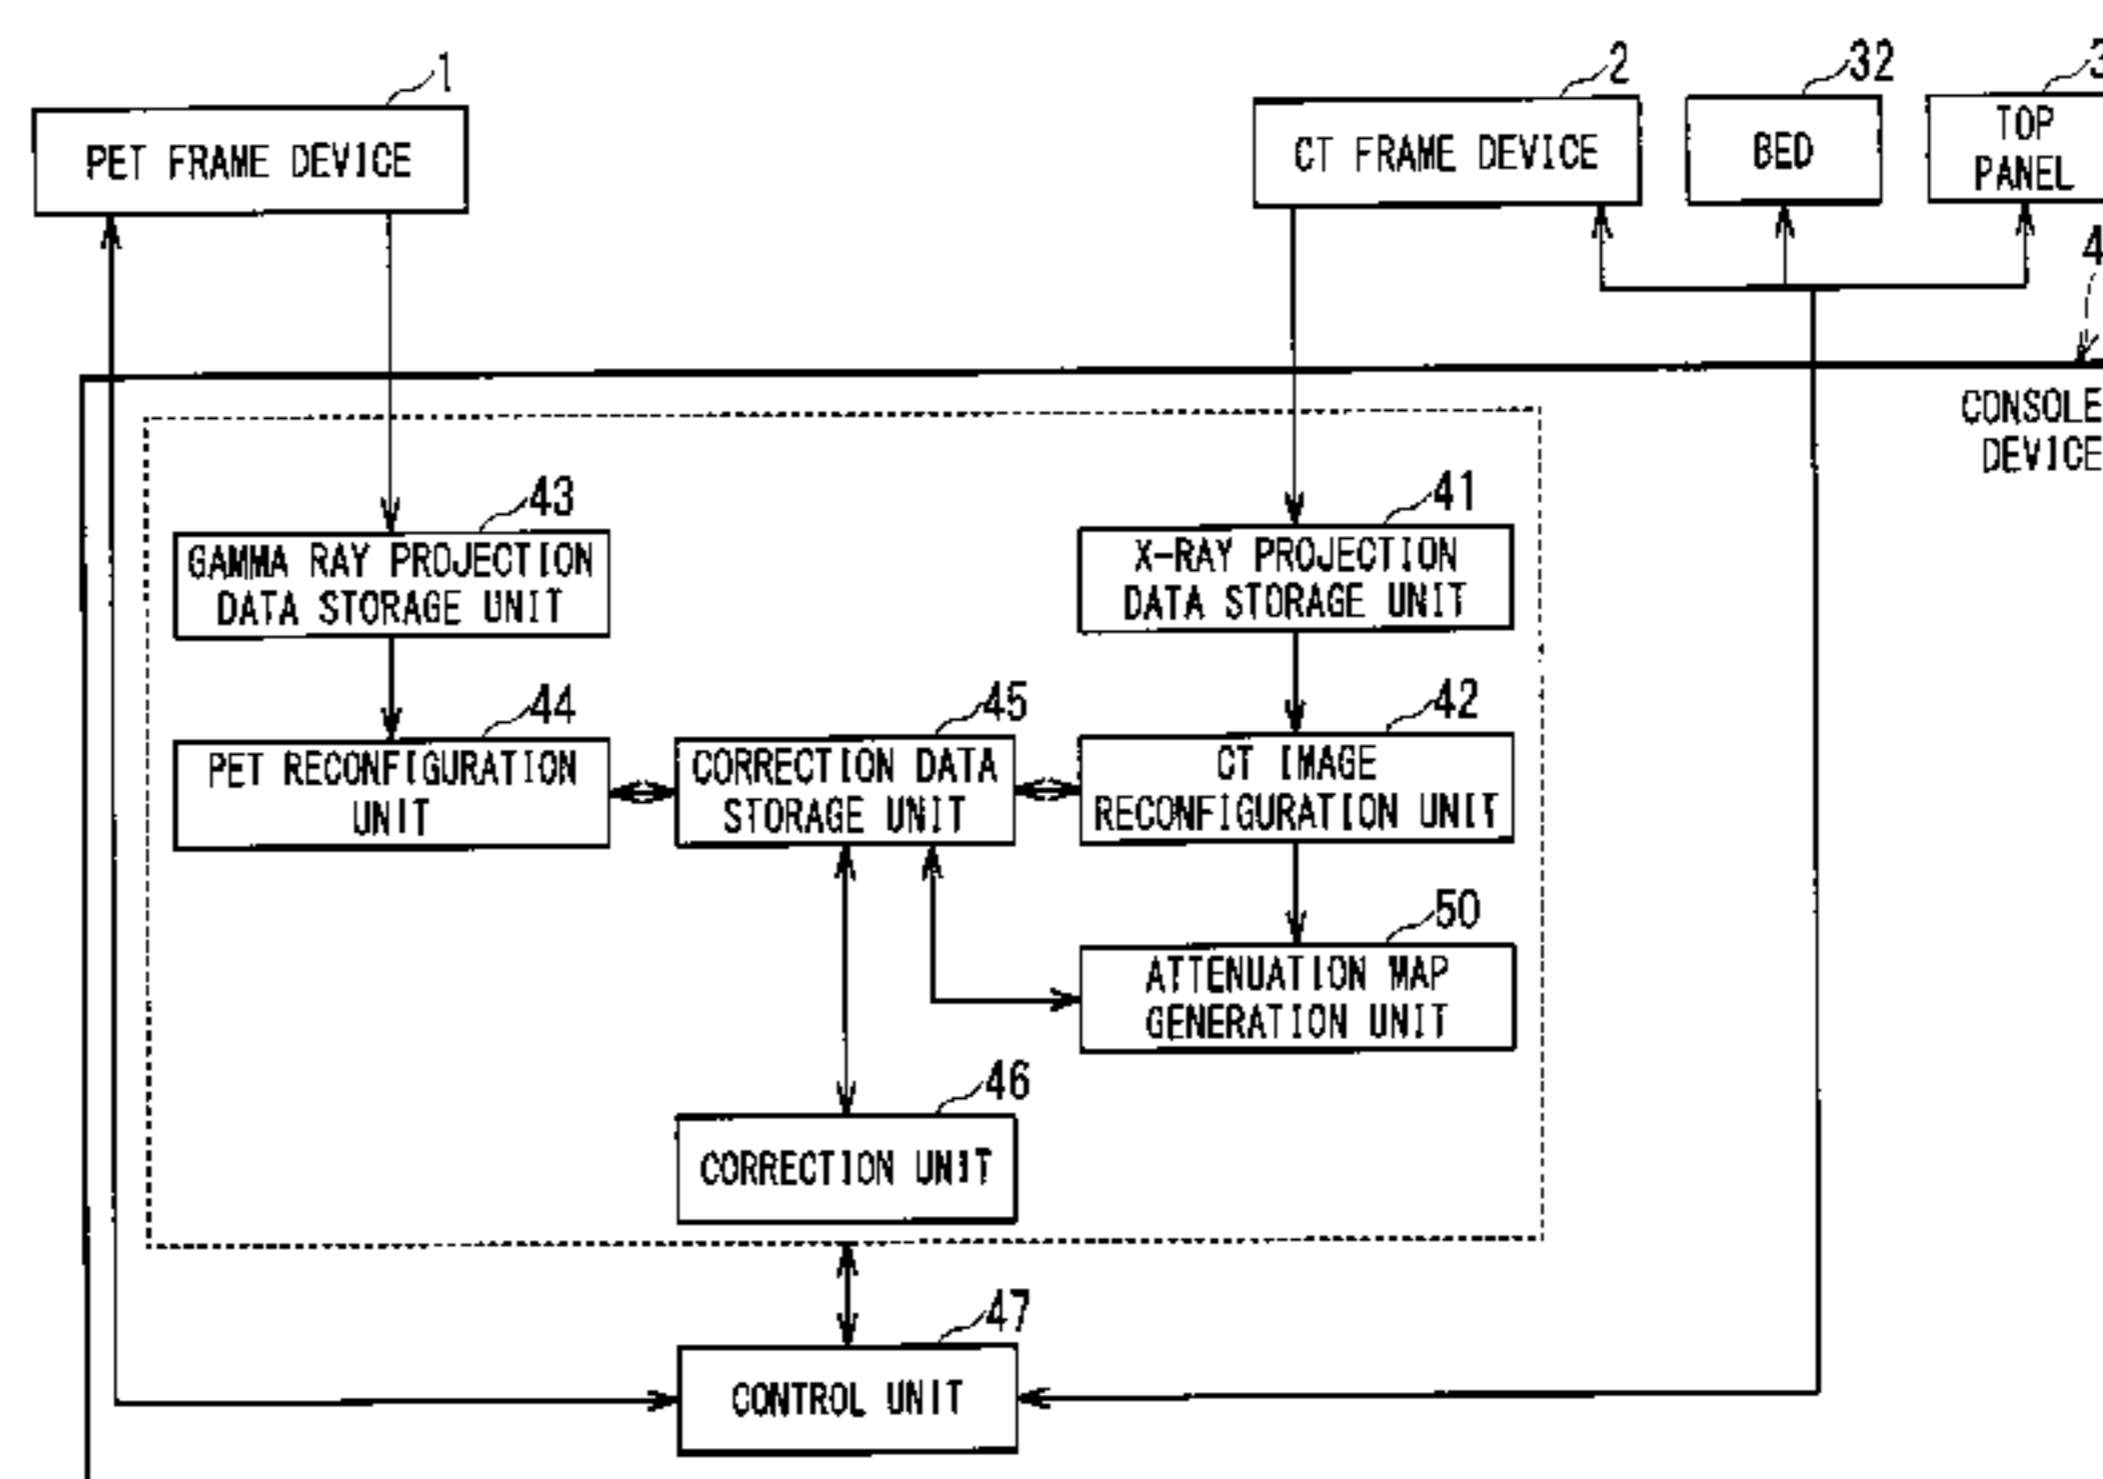 1
2
32
3
PET FRAME DEVICE
CT FRAME DEVICE
BED
TOP
PANEL
4
CONSOLE
DEVICE
43
41
GAMMA RAY PROJECTION
DATA STORAGE UNIT
X-RAY PROJECTION
DATA STORAGE UNIT
44
45
42
PET RECONFIGURATION
UNIT
CORRECTION DATA
STORAGE UNIT
CT IMAGE
RECONFIGURATION UNIT
50
ATTENUATION MAP
GENERATION UNIT
46
CORRECTION UNIT
47
CONTROL UNIT